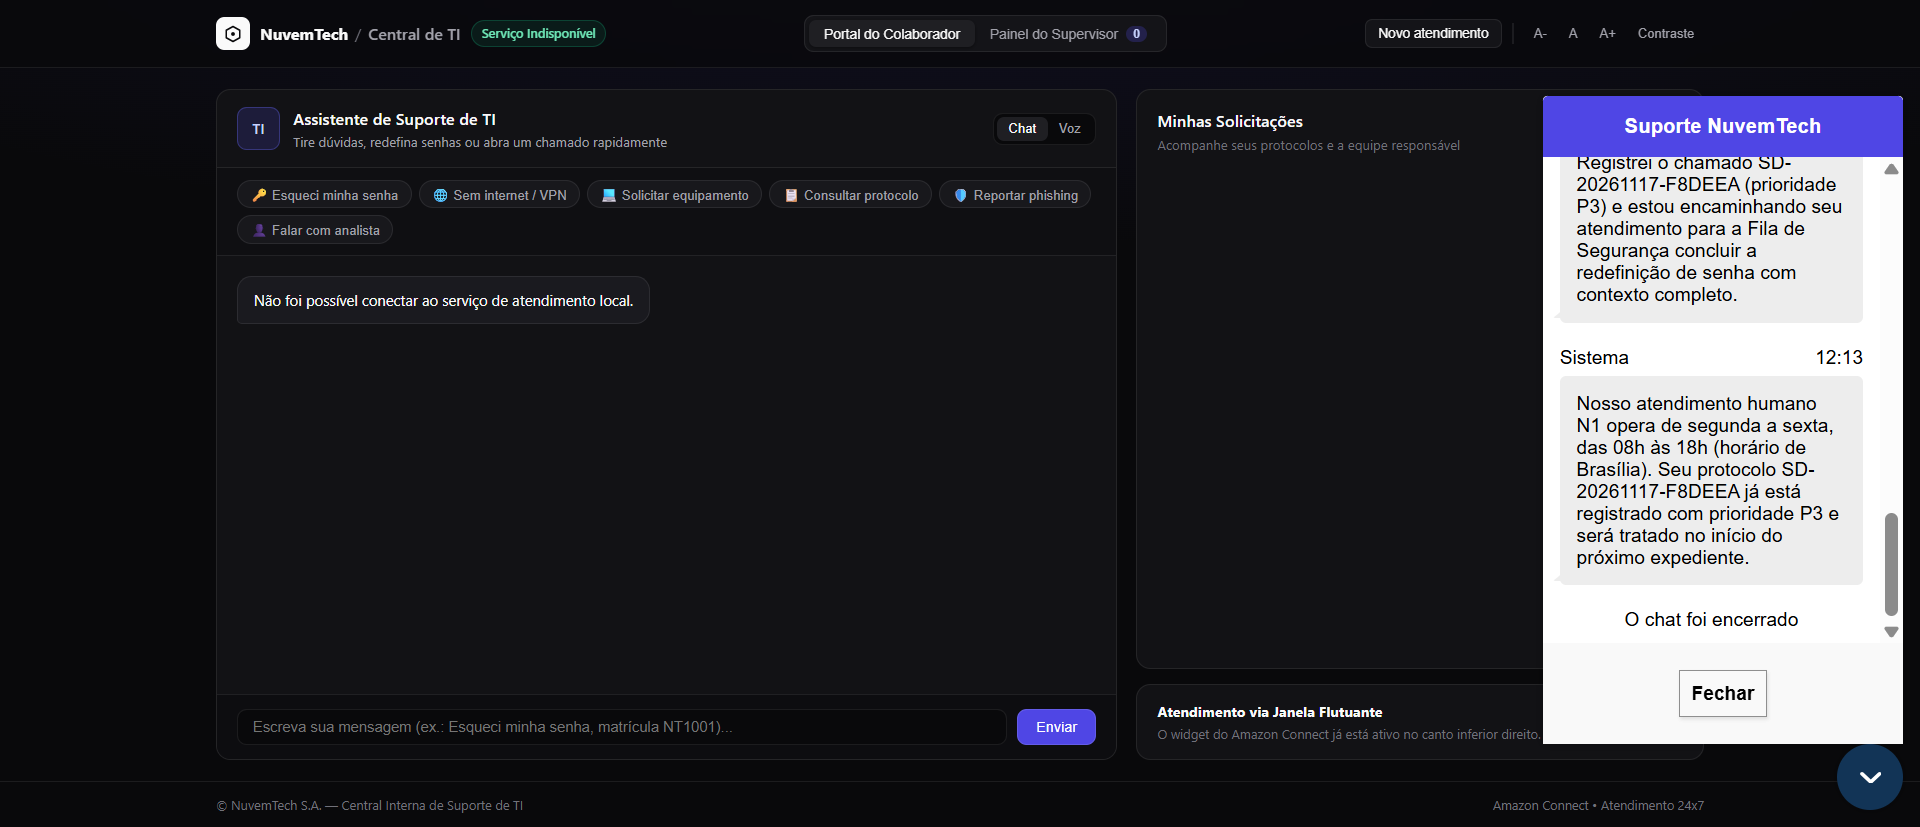 NuvemTech / Central de TI
Serviço Indisponível
Portal do Colaborador
Painel do Supervisor 0
Novo atendimento
A-
A
A+
Contraste
TI
Assistente de Suporte de TI
Tire dúvidas, redefina senhas ou abra um chamado rapidamente
Chat
Voz
Esqueci minha senha
Sem internet / VPN
Solicitar equipamento
Consultar protocolo
Reportar phishing
Falar com analista
Não foi possível conectar ao serviço de atendimento local.
Escreva sua mensagem (ex.: Esqueci minha senha, matrícula NT1001)...
Enviar
Minhas Solicitações
Acompanhe seus protocolos e a equipe responsável
Atendimento via Janela Flutuante
O widget do Amazon Connect já está ativo no canto inferior direito.
Suporte NuvemTech
Registrei o chamado SD-
20261117-F8DEEA (prioridade
P3) e estou encaminhando seu
atendimento para a Fila de
Segurança concluir a
redefinição de senha com
contexto completo.
Sistema
12:13
Nosso atendimento humano
N1 opera de segunda a sexta,
das 08h às 18h (horário de
Brasília). Seu protocolo SD-
20261117-F8DEEA já está
registrado com prioridade P3 e
será tratado no início do
próximo expediente.
O chat foi encerrado
Fechar
© NuvemTech S.A. — Central Interna de Suporte de TI
Amazon Connect • Atendimento 24x7